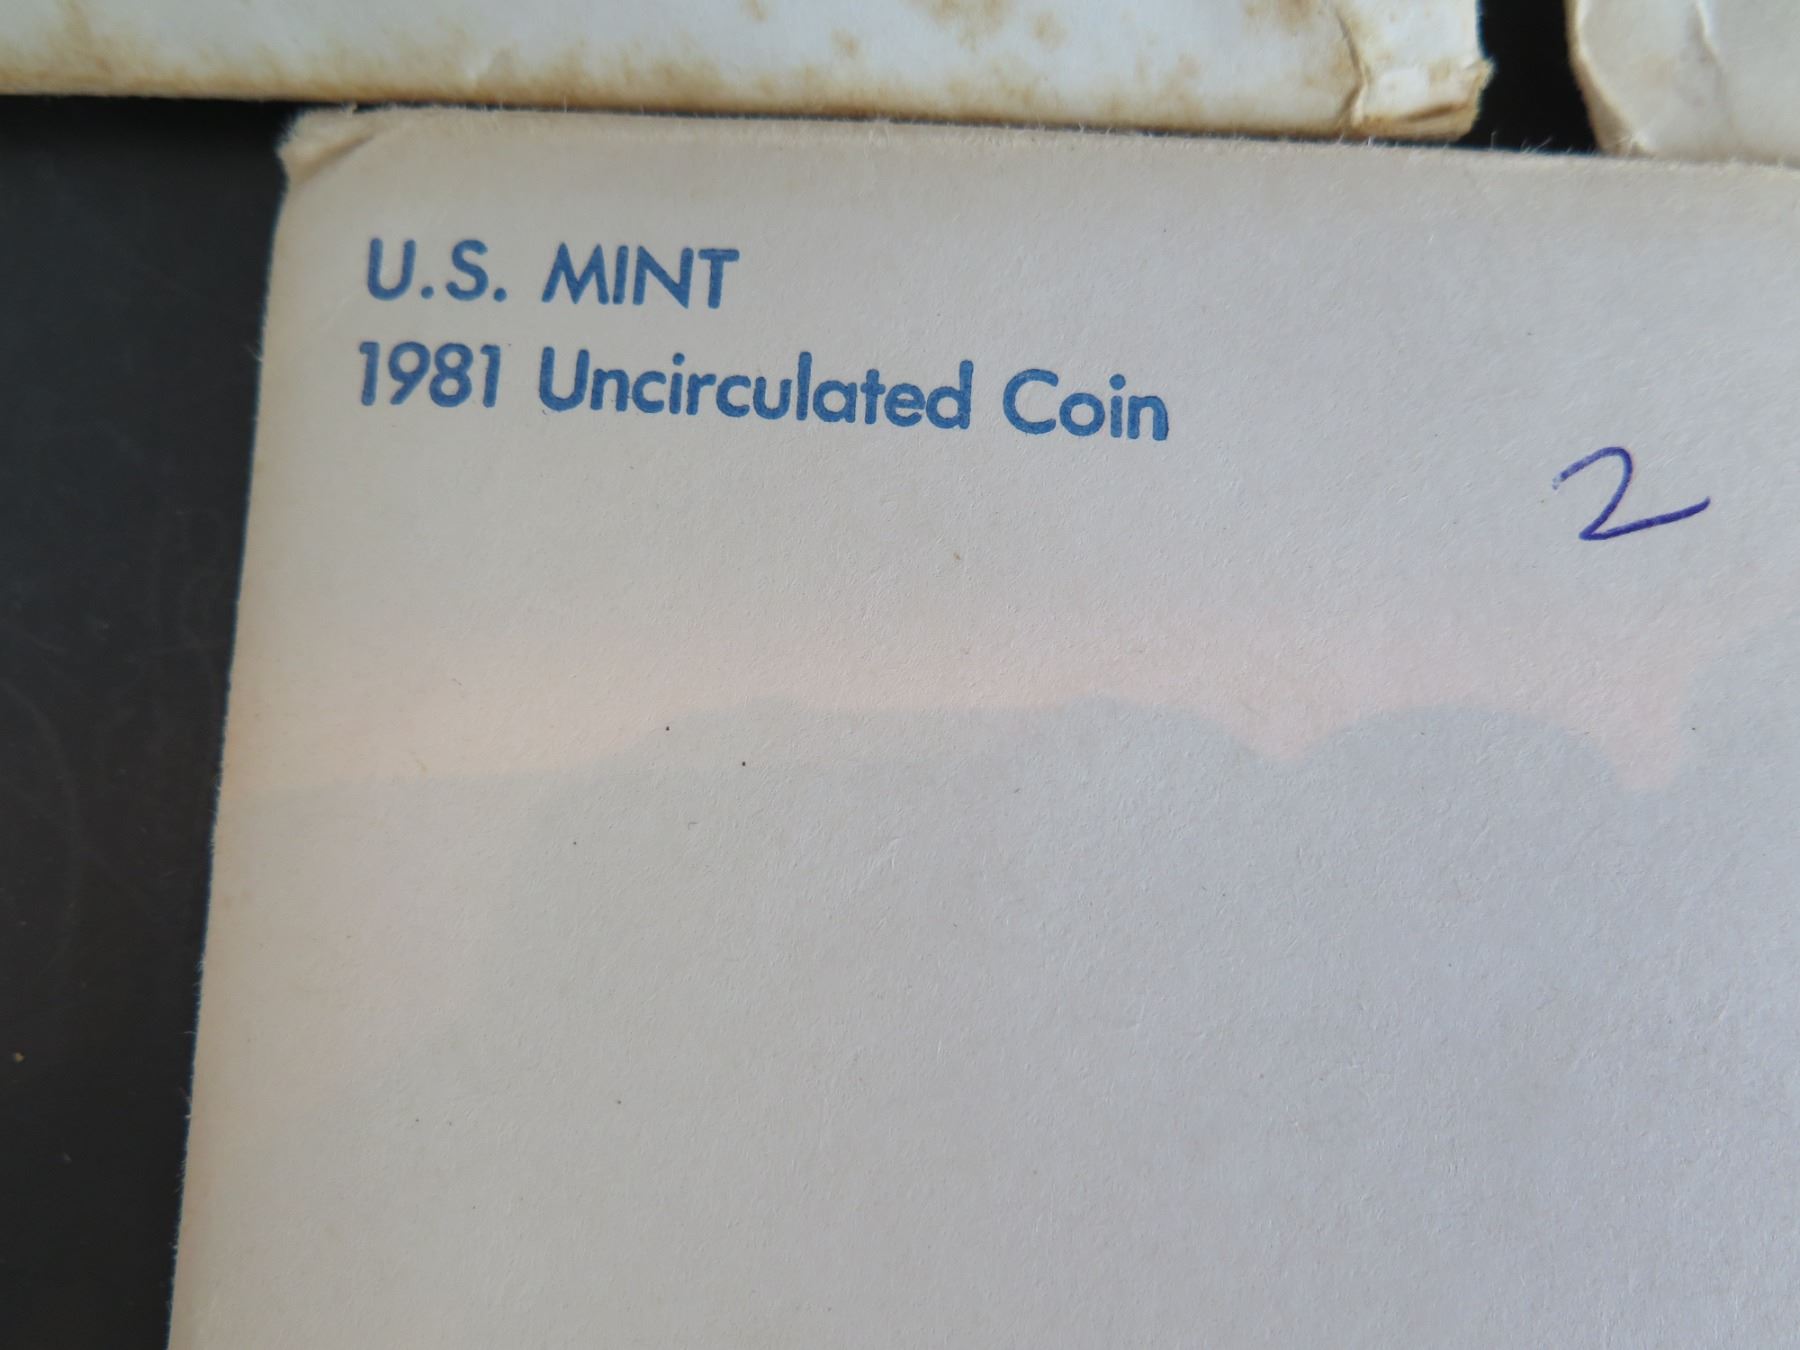 U.S. MINT
1981 Uncirculated Coin
2